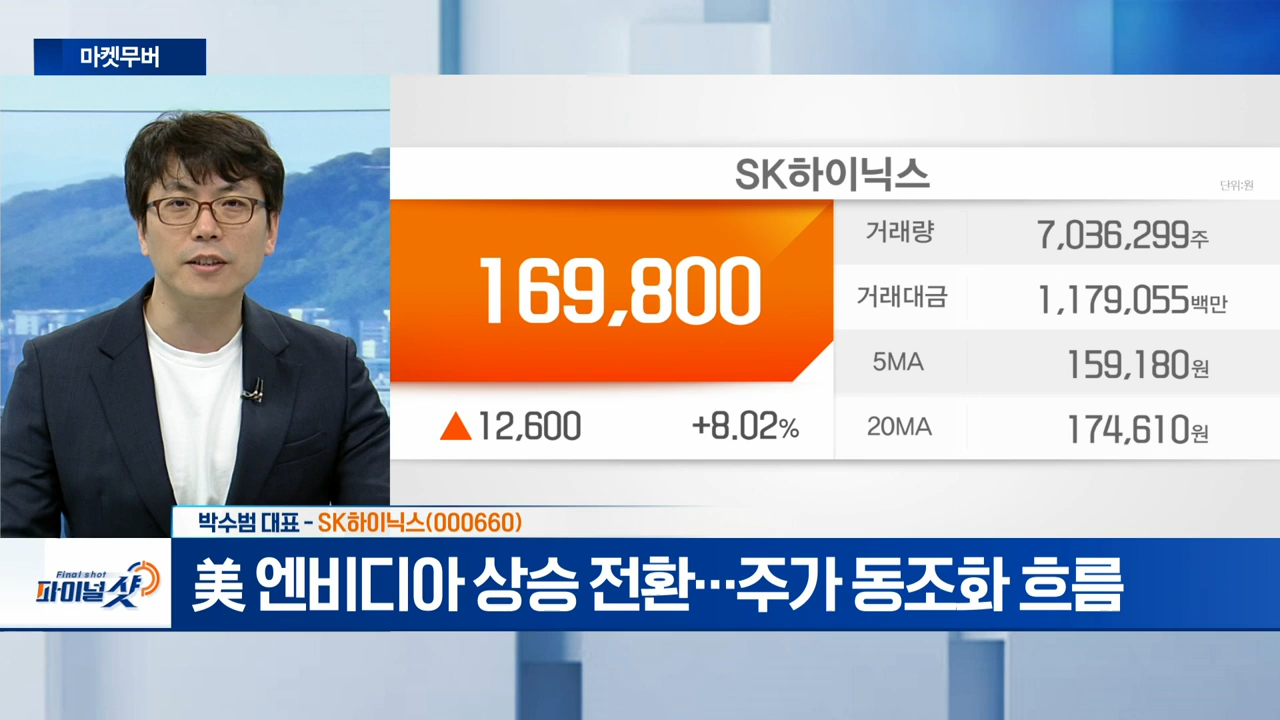 마켓무버
SK하이닉스
단위:원
169,800
▲12,600 +8.02%
거래량 7,036,299주
거래대금 1,179,055백만
5MA 159,180원
20MA 174,610원
박수범 대표 - SK하이닉스(000660)
Final shot
파이널샷
美 엔비디아 상승 전환…주가 동조화 흐름